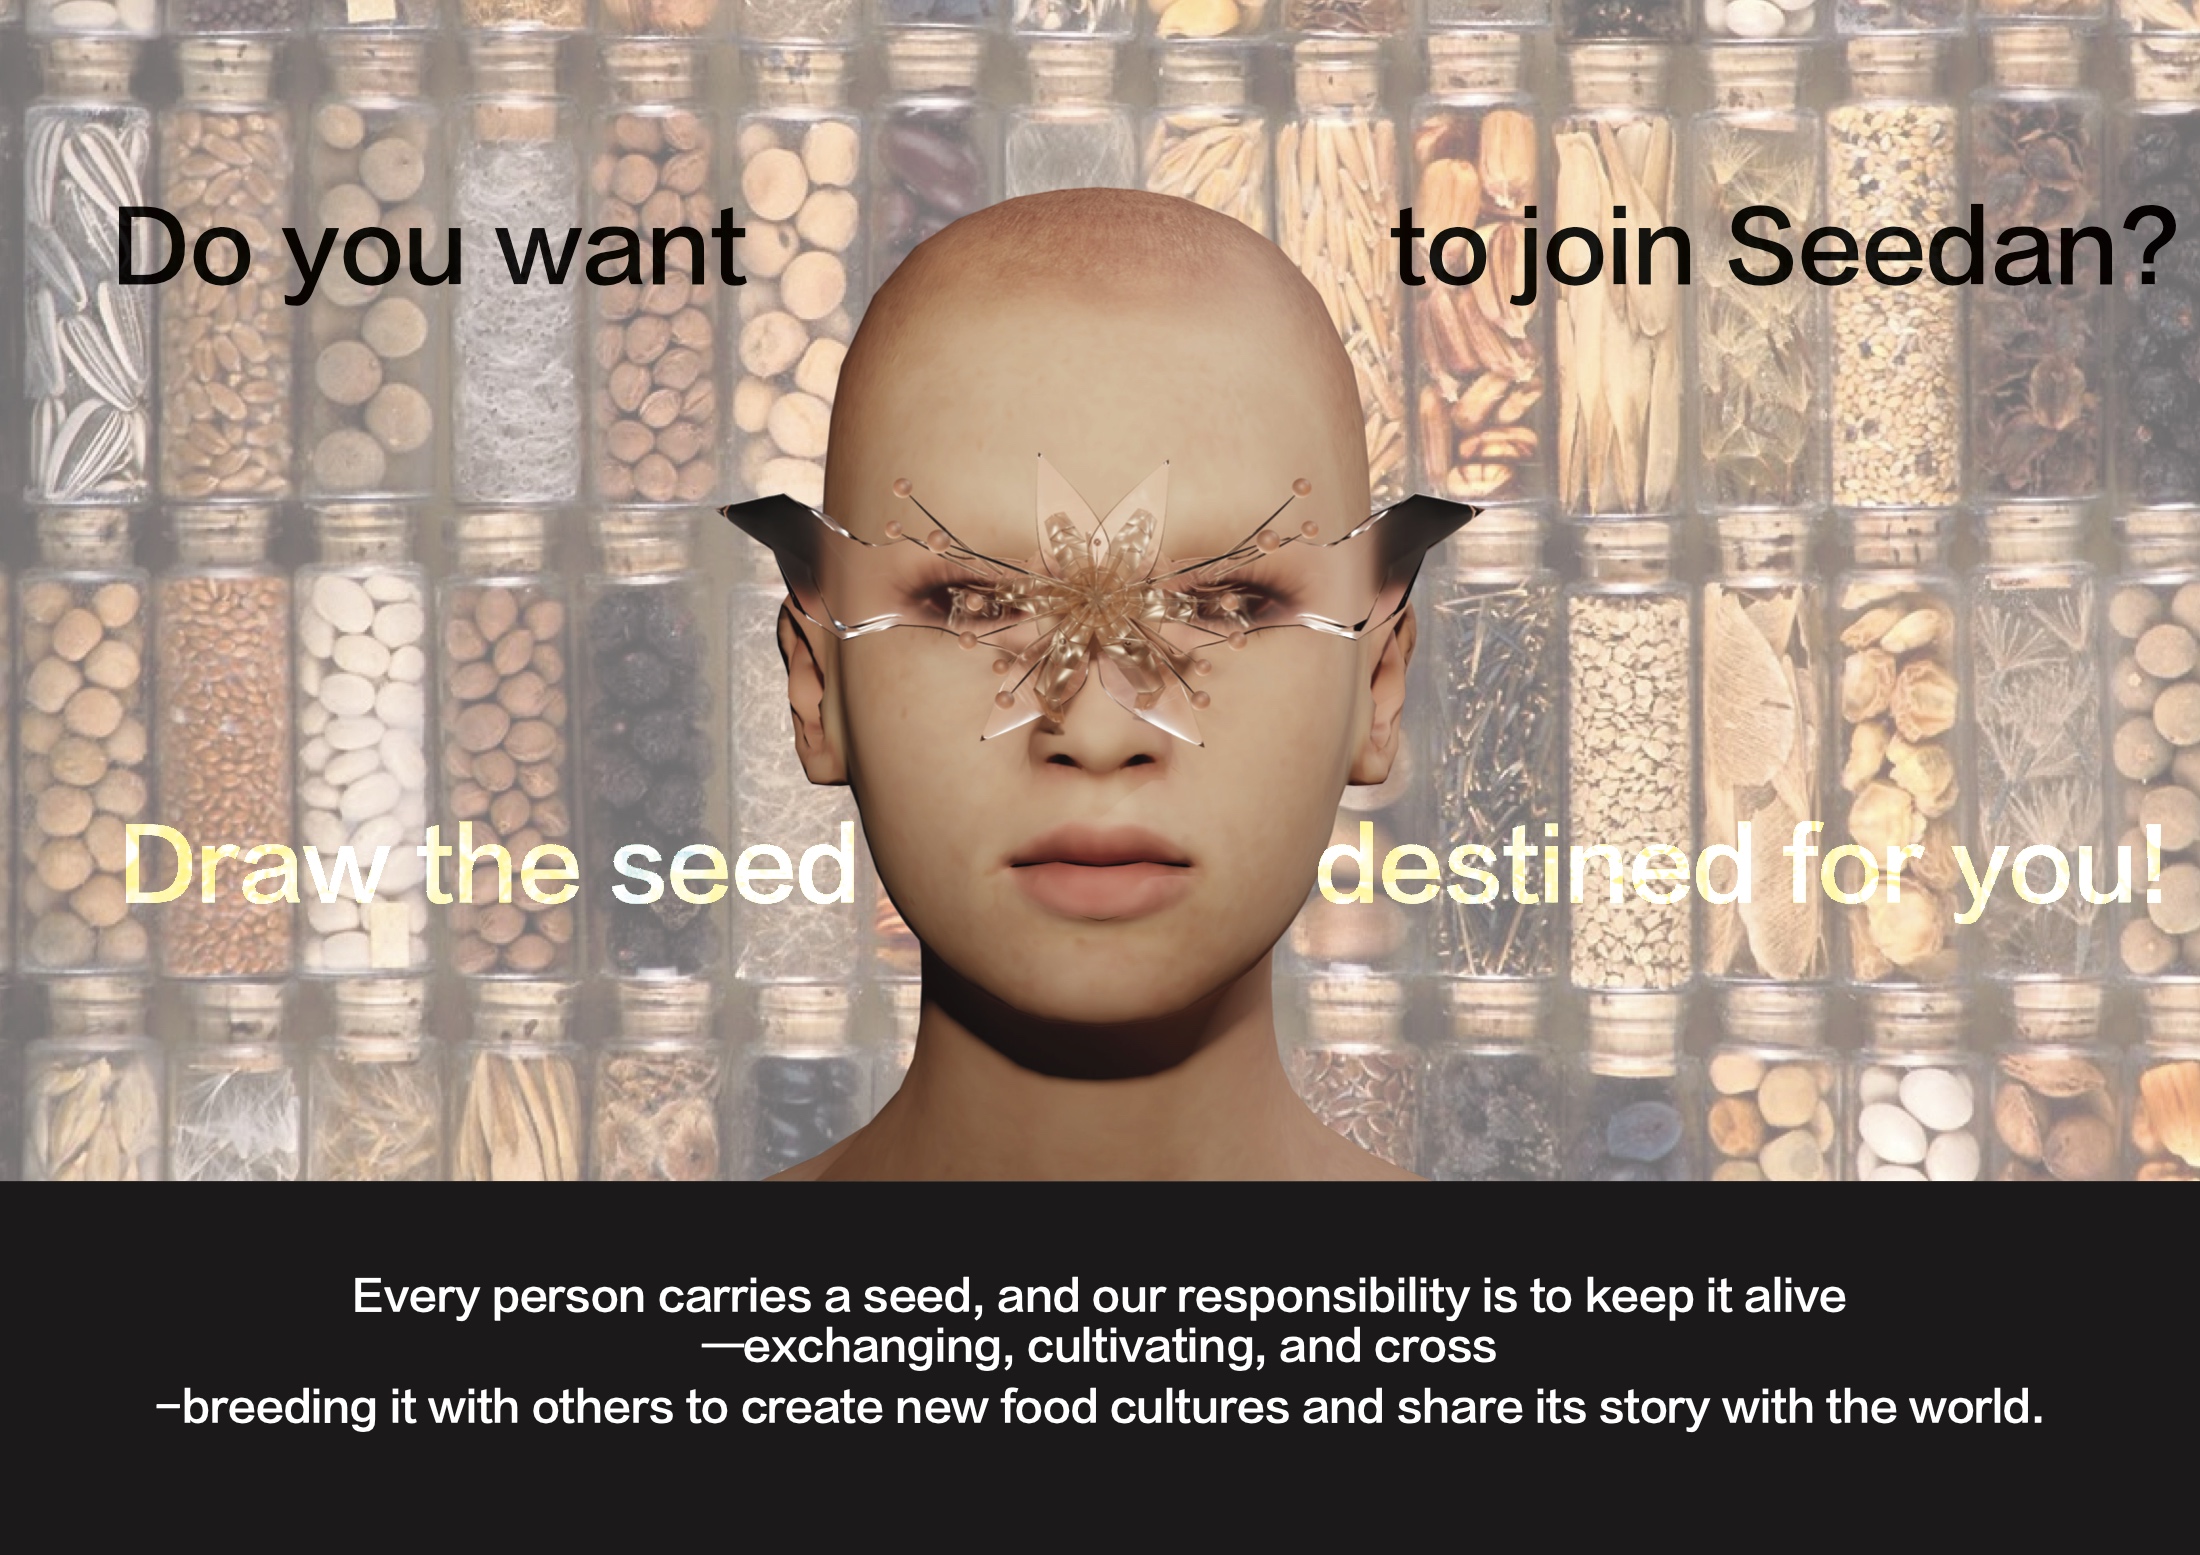 Do you want to join Seedan?
Draw the seed destined for you!
Every person carries a seed, and our responsibility is to keep it alive
—exchanging, cultivating, and cross
–breeding it with others to create new food cultures and share its story with the world.